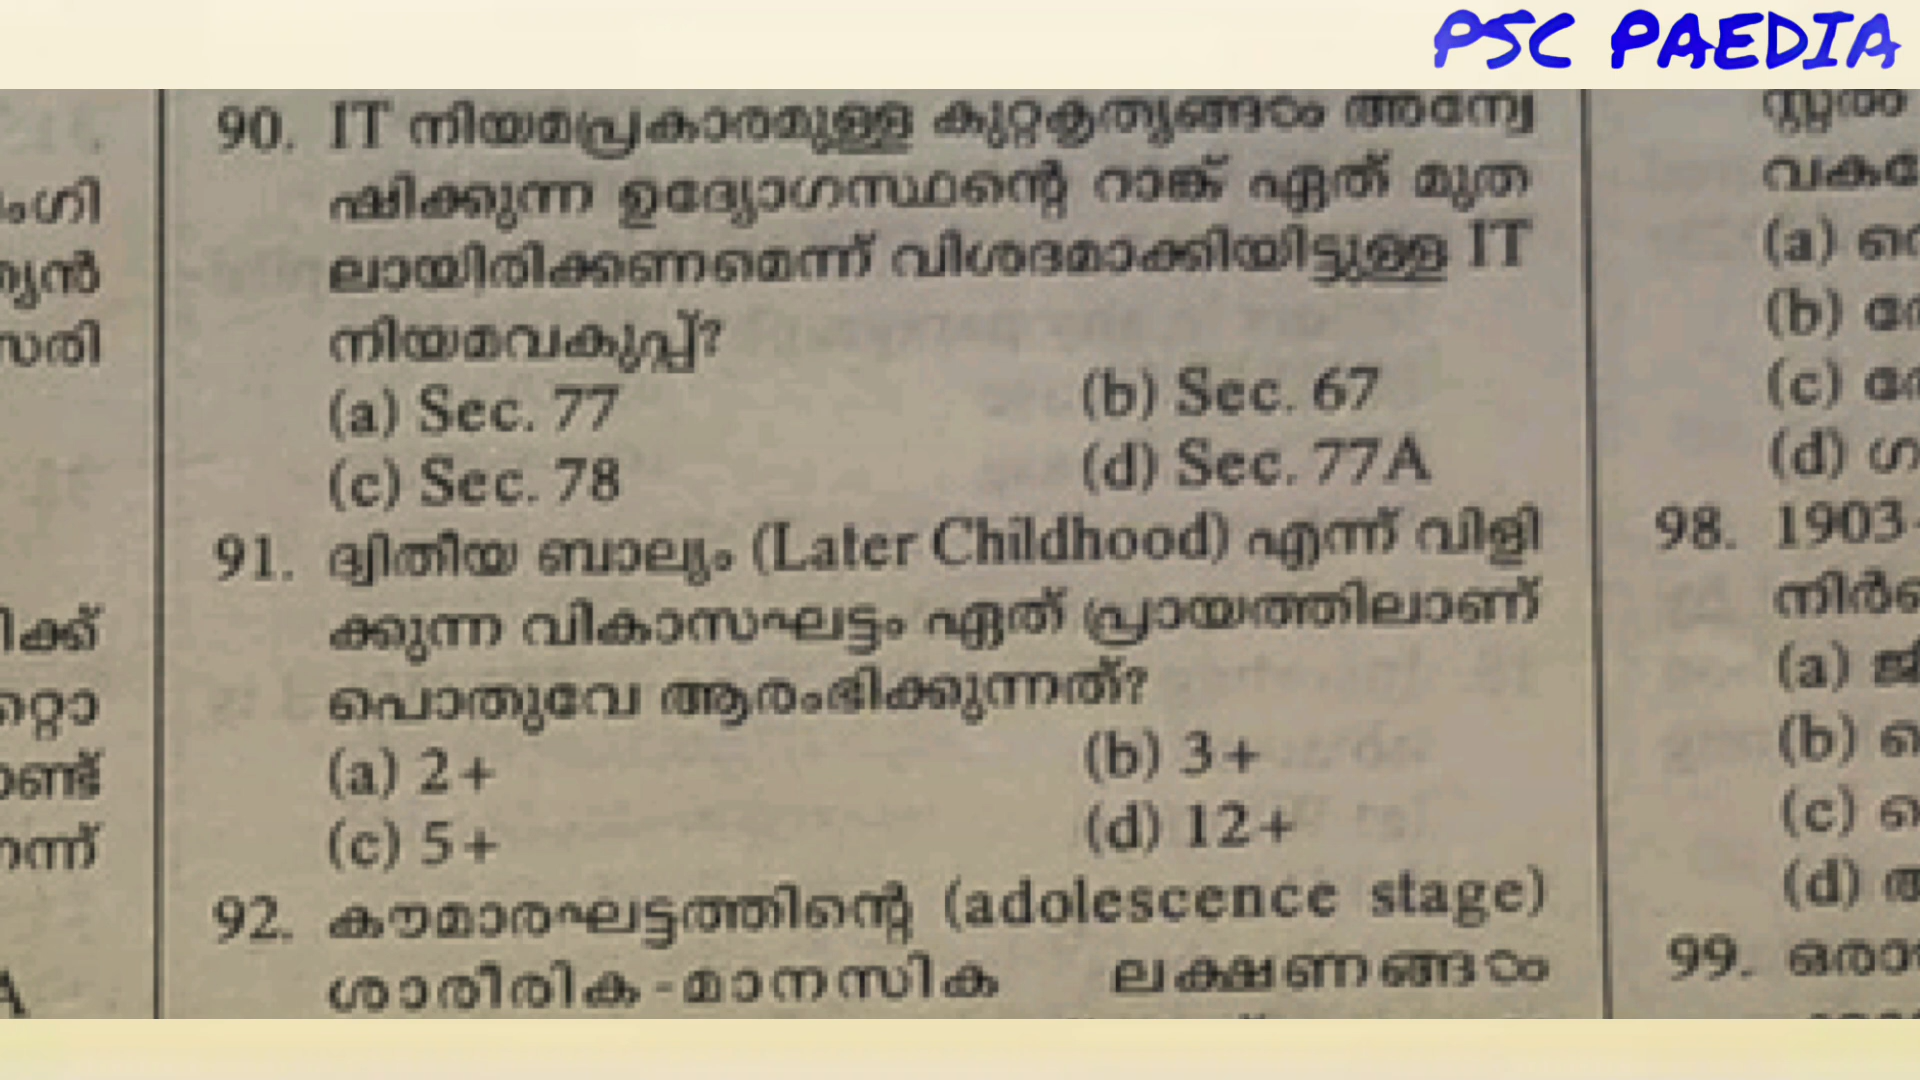 PSC PAEDIA
90. IT നിയമപ്രകാരമുള്ള കുറ്റകൃത്യങ്ങൾ അന്വേ
ഷിക്കുന്ന ഉദ്യോഗസ്ഥന്റെ റാങ്ക് ഏത് മുത
ലായിരിക്കണമെന്ന് വിശദമാക്കിയിട്ടുള്ള IT
നിയമവകുപ്പ്?
(a) Sec. 77 (b) Sec. 67
(c) Sec. 78 (d) Sec. 77A
91. ദ്വിതീയ ബാല്യം (Later Childhood) എന്ന് വിളി
ക്കുന്ന വികാസഘട്ടം ഏത് പ്രായത്തിലാണ്
പൊതുവേ ആരംഭിക്കുന്നത്?
(a) 2+ (b) 3+
(c) 5+ (d) 12+
92. കൗമാരഘട്ടത്തിന്റെ (adolescence stage)
ശാരീരിക-മാനസിക ലക്ഷണങ്ങൾ
(a)
(b)
(c)
(d)
98. 1903-
(a)
(b)
(c)
(d)
99.